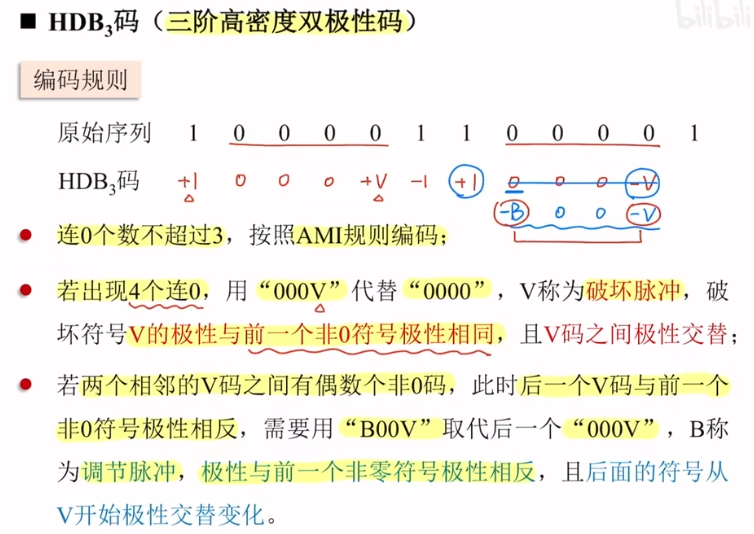 ■ HDB₃码（三阶高密度双极性码）
bilibili
编码规则
原始序列 1 0 0 0 0 1 1 0 0 0 0 1
HDB₃码 +1 0 0 0 +V -1 +1 0 0 0 -V
-B 0 0 -V
● 连0个数不超过3，按照AMI规则编码；
● 若出现4个连0，用“000V”代替“0000”，V称为破坏脉冲，破
坏符号V的极性与前一个非0符号极性相同，且V码之间极性交替；
● 若两个相邻的V码之间有偶数个非0码，此时后一个V码与前一个
非0符号极性相反，需要用“B00V”取代后一个“000V”，B称
为调节脉冲，极性与前一个非零符号极性相反，且后面的符号从
V开始极性交替变化。